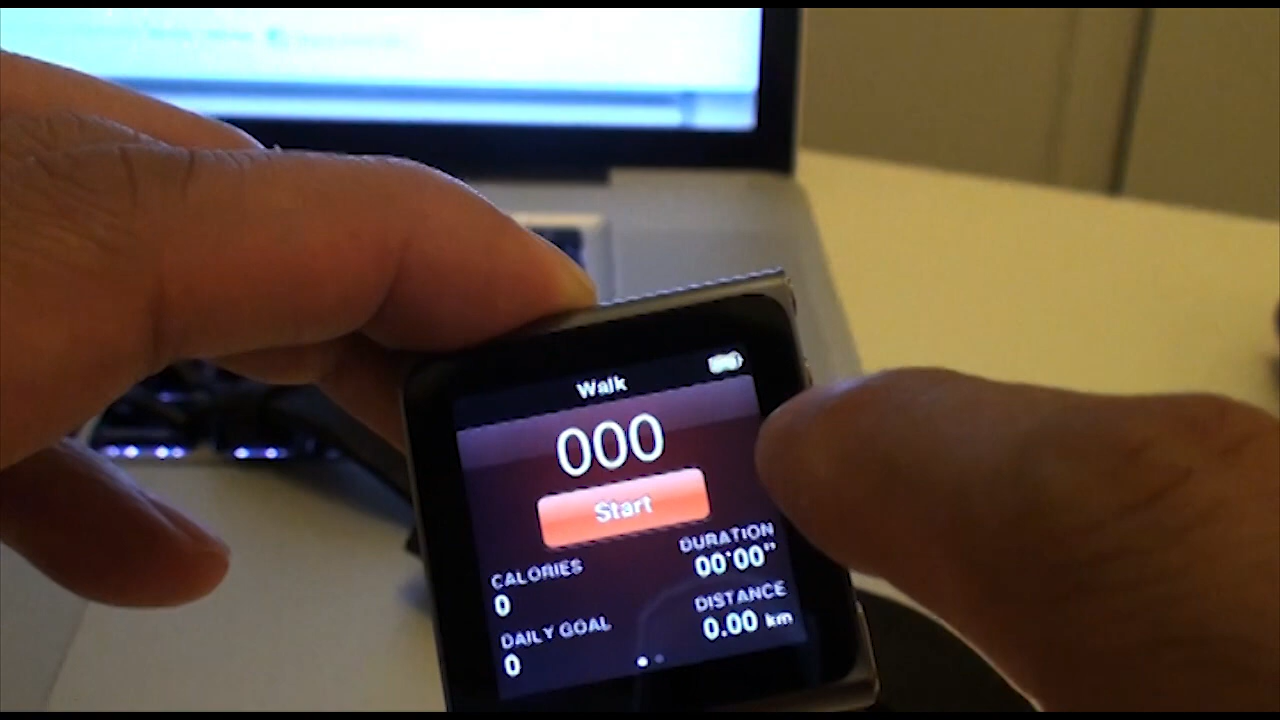 Walk
000
Start
CALORIES
0
DURATION
00'00"
DAILY GOAL
0
DISTANCE
0.00 km